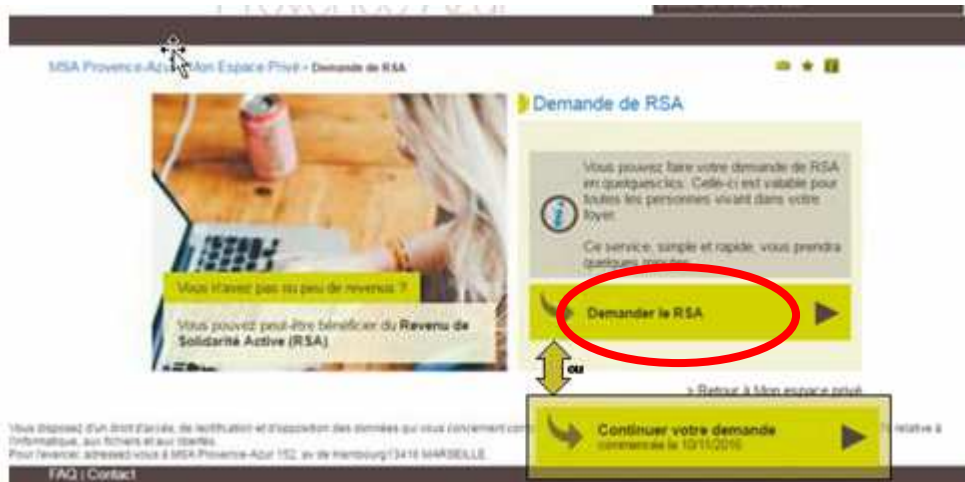 MSA Provence-Azur > Mon Espace Privé > Demande de RSA
Demande de RSA
Vous pouvez faire votre demande de RSA
en quelques clics. Celle-ci est valable pour
toutes les personnes vivant dans votre
foyer.
Ce service, simple et rapide, vous prendra
quelques minutes.
Vous n'avez pas ou peu de revenus ?
Vous pouvez peut-être bénéficier du Revenu de
Solidarité Active (RSA)
Demander le RSA
ou
> Retour à Mon espace privé
Continuer votre demande
commencée le 10/11/2016
Vous disposez d'un droit d'accès, de rectification et d'opposition des données qui vous concernent relative à
l'informatique, aux fichiers et aux libertés.
Pour l'exercer, adressez-vous à MSA Provence-Azur 152, av de 13416 MARSEILLE
FAQ | Contact